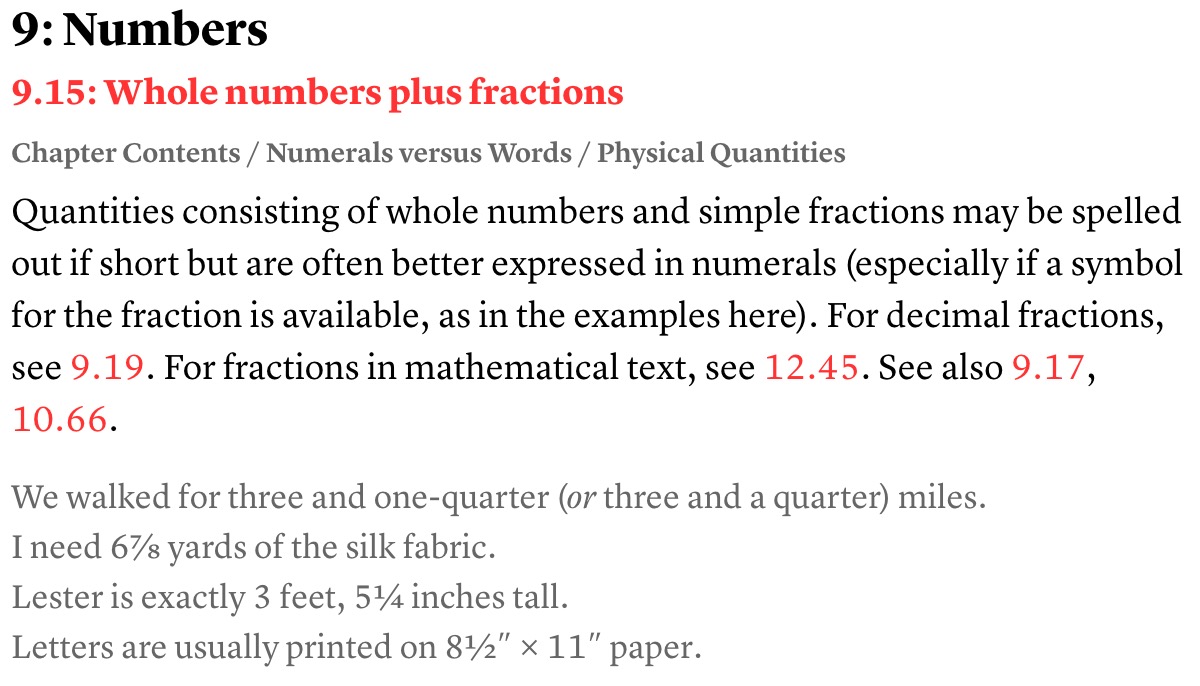 9: Numbers
9.15: Whole numbers plus fractions
Chapter Contents / Numerals versus Words / Physical Quantities
Quantities consisting of whole numbers and simple fractions may be spelled
out if short but are often better expressed in numerals (especially if a symbol
for the fraction is available, as in the examples here). For decimal fractions,
see 9.19. For fractions in mathematical text, see 12.45. See also 9.17,
10.66.
We walked for three and one-quarter (or three and a quarter) miles.
I need 6⅞ yards of the silk fabric.
Lester is exactly 3 feet, 5¼ inches tall.
Letters are usually printed on 8½″ × 11″ paper.